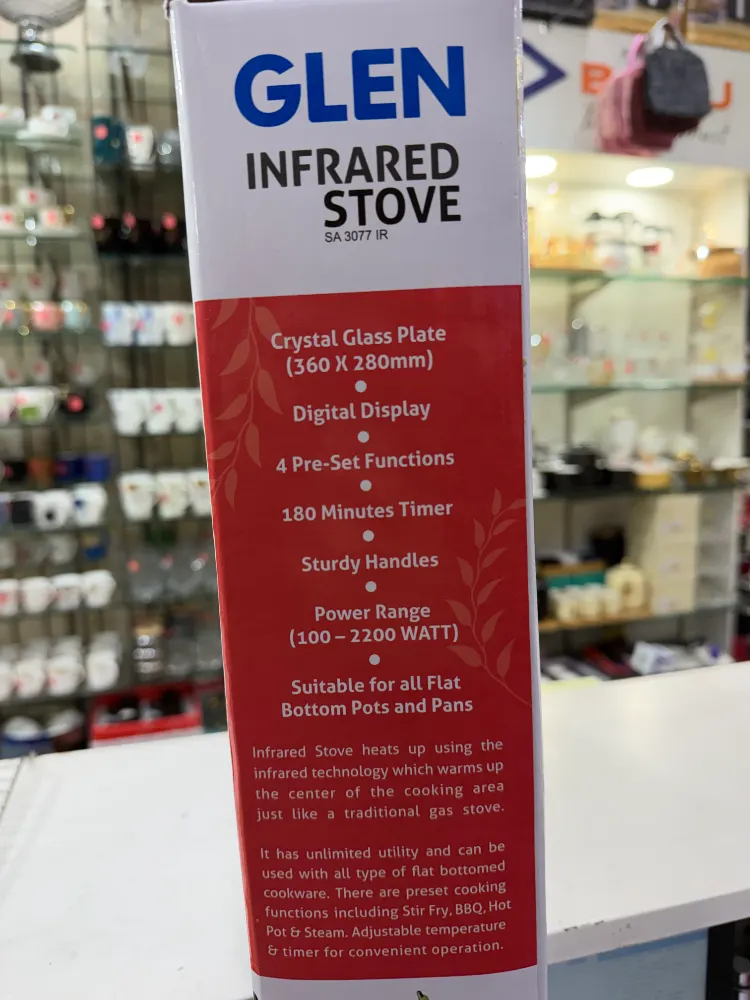 GLEN
INFRARED
STOVE
SA 3077 IR
Crystal Glass Plate
(360 X 280mm)
Digital Display
4 Pre-Set Functions
180 Minutes Timer
Sturdy Handles
Power Range
(100 – 2200 WATT)
Suitable for all Flat
Bottom Pots and Pans
Infrared Stove heats up using the
infrared technology which warms up
the center of the cooking area
just like a traditional gas stove.
It has unlimited utility and can be
used with all type of flat bottomed
cookware. There are preset cooking
functions including Stir Fry, BBQ, Hot
Pot & Steam. Adjustable temperature
& timer for convenient operation.